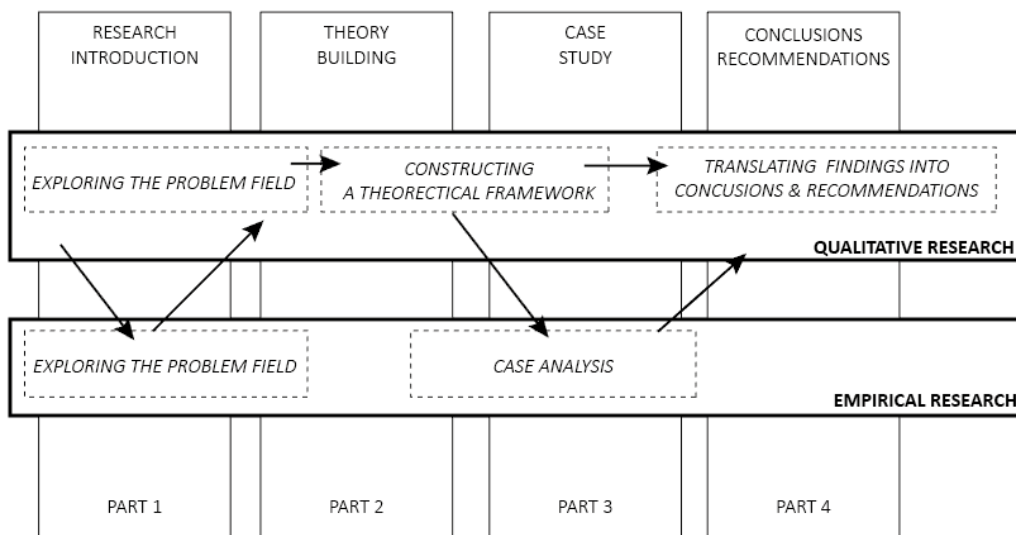 RESEARCH
INTRODUCTION
THEORY
BUILDING
CASE
STUDY
CONCLUSIONS
RECOMMENDATIONS
EXPLORING THE PROBLEM FIELD
CONSTRUCTING
A THEORECTICAL FRAMEWORK
TRANSLATING FINDINGS INTO
CONCUSIONS & RECOMMENDATIONS
QUALITATIVE RESEARCH
EXPLORING THE PROBLEM FIELD
CASE ANALYSIS
EMPIRICAL RESEARCH
PART 1
PART 2
PART 3
PART 4